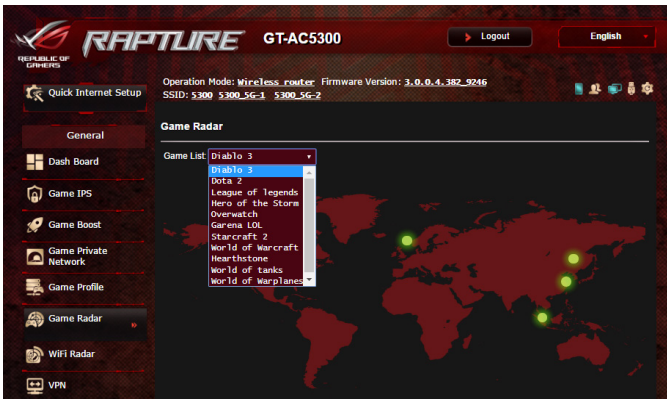 REPUBLIC OF
GAMERS
RAPTURE
GT-AC5300
Logout
English
Quick Internet Setup
Operation Mode: Wireless router Firmware Version: 3.0.0.4.382_9246
SSID: 5300 5300_5G-1 5300_5G-2
General
Dash Board
Game IPS
Game Boost
Game Private
Network
Game Profile
Game Radar
WiFi Radar
VPN
Game Radar
Game List Diablo 3
Diablo 3
Dota 2
League of legends
Hero of the Storm
Overwatch
Garena LOL
Starcraft 2
World of Warcraft
Hearthstone
World of tanks
World of Warplanes